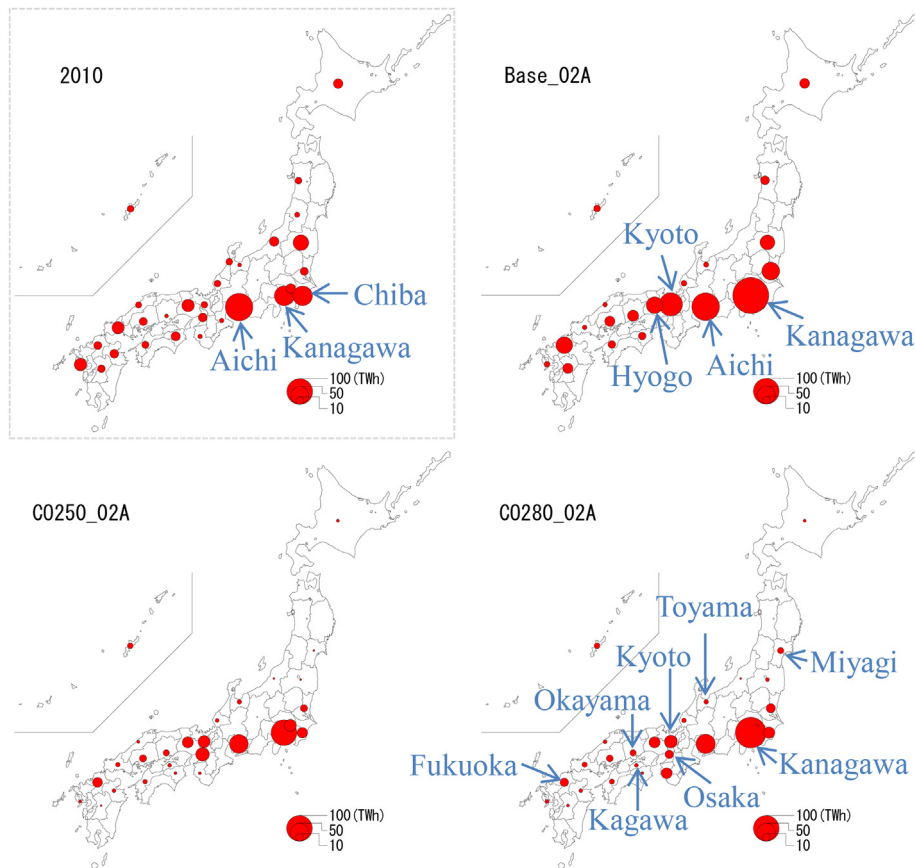 2010
Chiba
Kanagawa
Aichi
100 (TWh)
50
10
Base_02A
Kyoto
Kanagawa
Hyogo
Aichi
100 (TWh)
50
10
CO250_02A
100 (TWh)
50
10
CO280_02A
Toyama
Kyoto
Miyagi
Okayama
Fukuoka
Kanagawa
Osaka
Kagawa
100 (TWh)
50
10